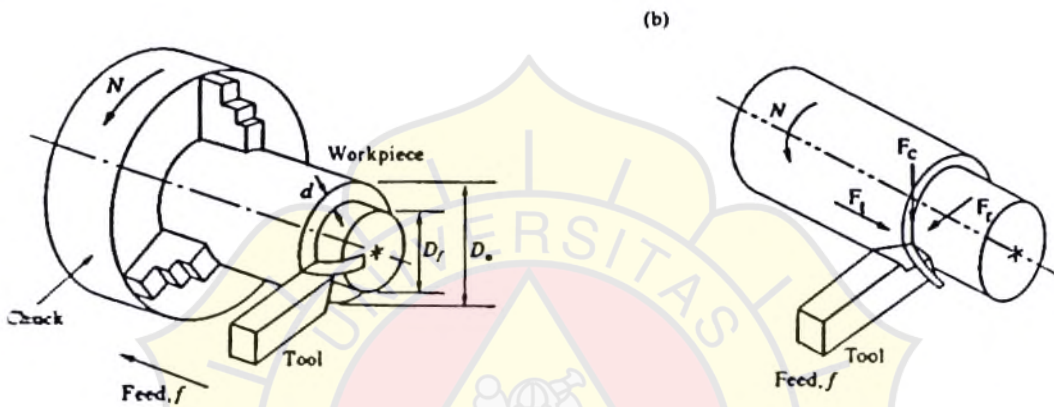 (b)
N
Workpiece
d
D_f
D_o
Chuck
Tool
Feed, f
N
F_c
F_t
F_r
Tool
Feed, f
UNIVERSITAS